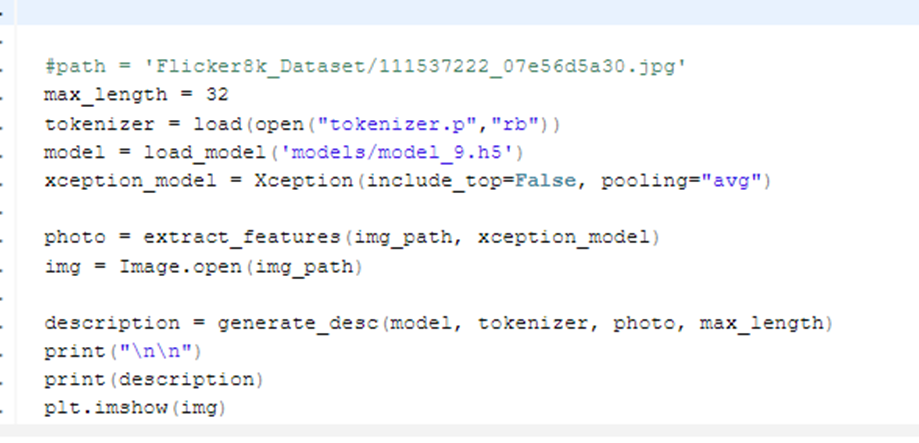 #path = 'Flicker8k_Dataset/111537222_07e56d5a30.jpg'
max_length = 32
tokenizer = load(open("tokenizer.p","rb"))
model = load_model('models/model_9.h5')
xception_model = Xception(include_top=False, pooling="avg")
photo = extract_features(img_path, xception_model)
img = Image.open(img_path)
description = generate_desc(model, tokenizer, photo, max_length)
print("\n\n")
print(description)
plt.imshow(img)